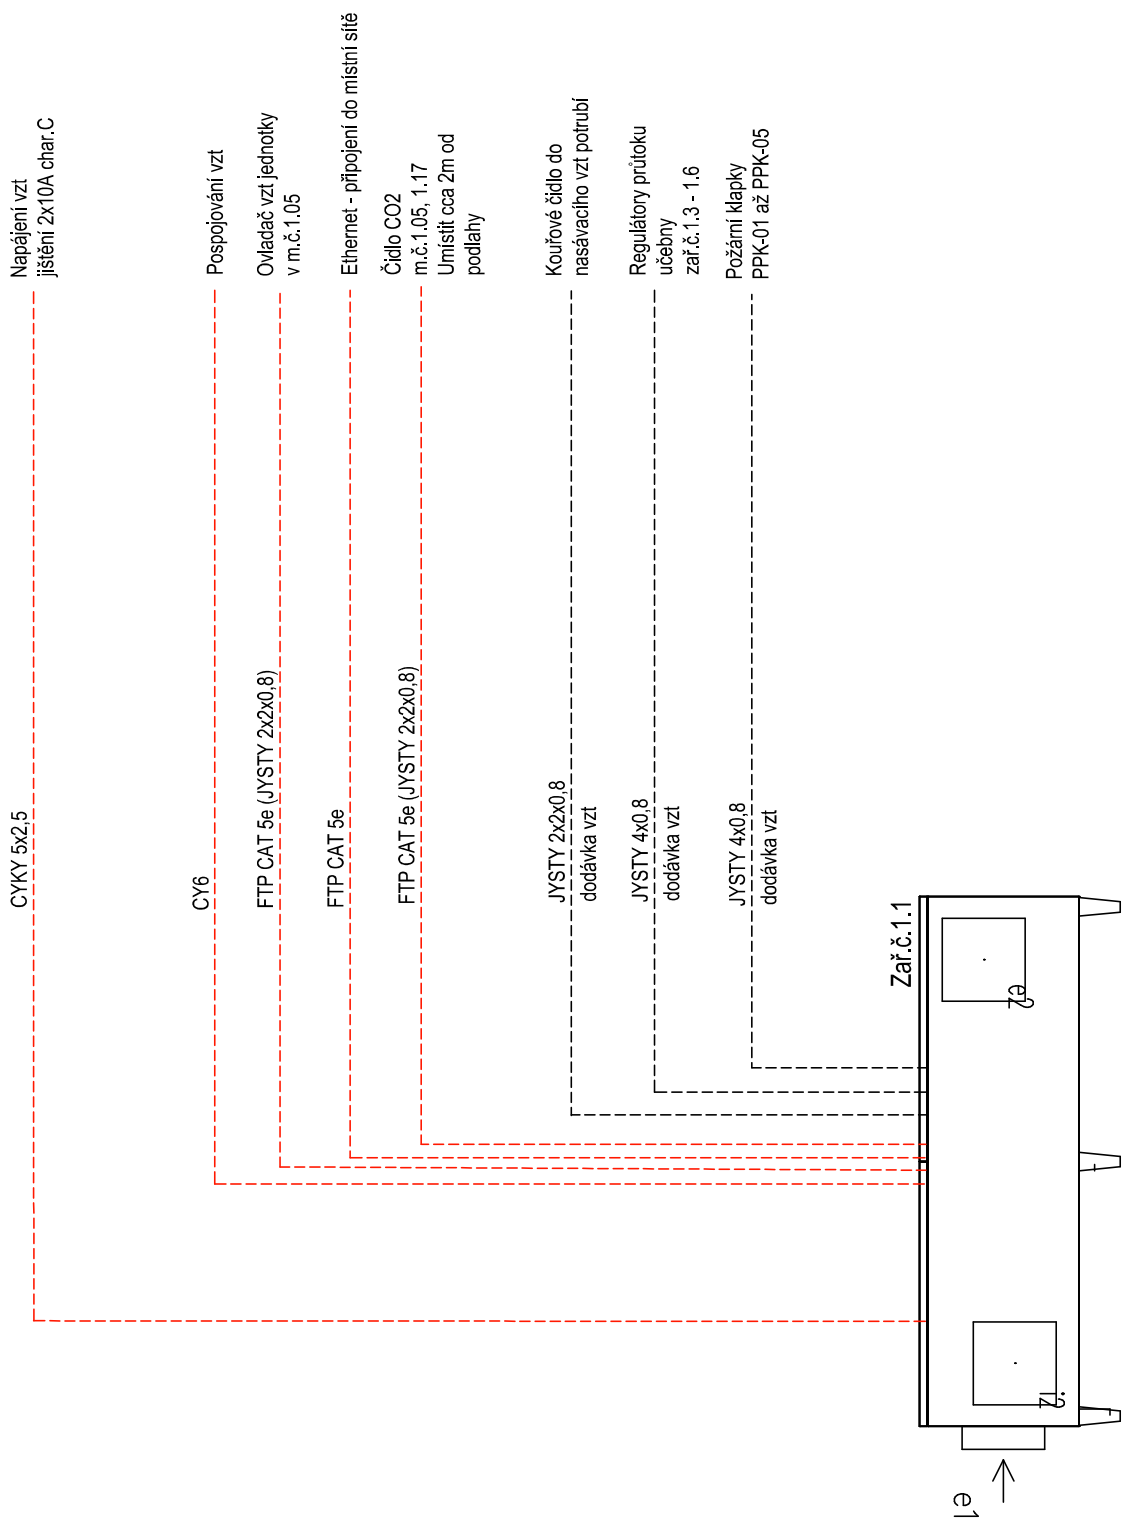 Napájení vzt
jištění 2x10A char.C
Pospojování vzt
Ovladač vzt jednotky
v m.č.1.05
Ethernet - připojení do místní sítě
Čidlo CO2
m.č.1.05, 1.17
Umístit cca 2m od
podlahy
Kouřové čidlo do
nasávacího vzt potrubí
Regulátory průtoku
učebny
zař.č.1.3 - 1.6
Požární klapky
PPK-01 až PPK-05
CYKY 5x2,5
CY6
FTP CAT 5e (JYSTY 2x2x0,8)
FTP CAT 5e
FTP CAT 5e (JYSTY 2x2x0,8)
JYSTY 2x2x0,8
dodávka vzt
JYSTY 4x0,8
dodávka vzt
JYSTY 4x0,8
dodávka vzt
Zař.č.1.1
e2
i2
e1